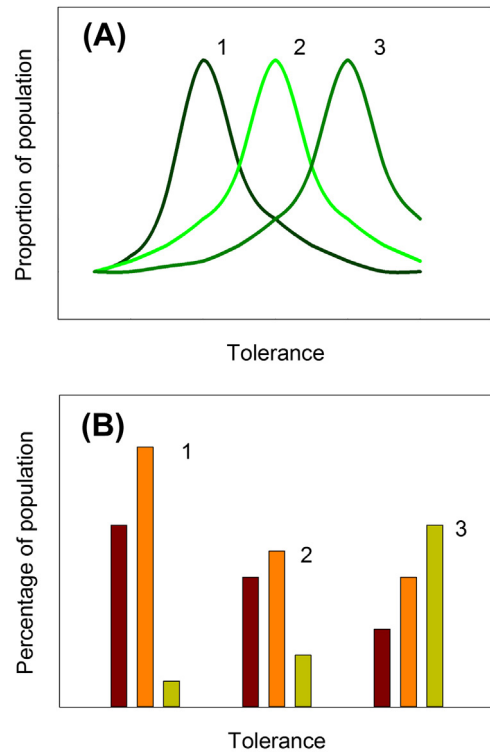 (A)
1
2
3
Proportion of population
Tolerance
(B)
1
2
3
Percentage of population
Tolerance